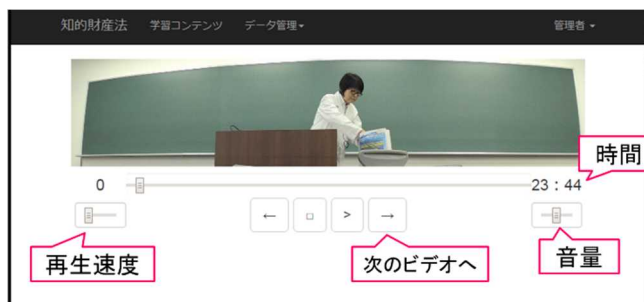 知的財産法 学習コンテンツ データ管理 管理者
時間
0 23：44
← □ > →
再生速度 次のビデオへ 音量